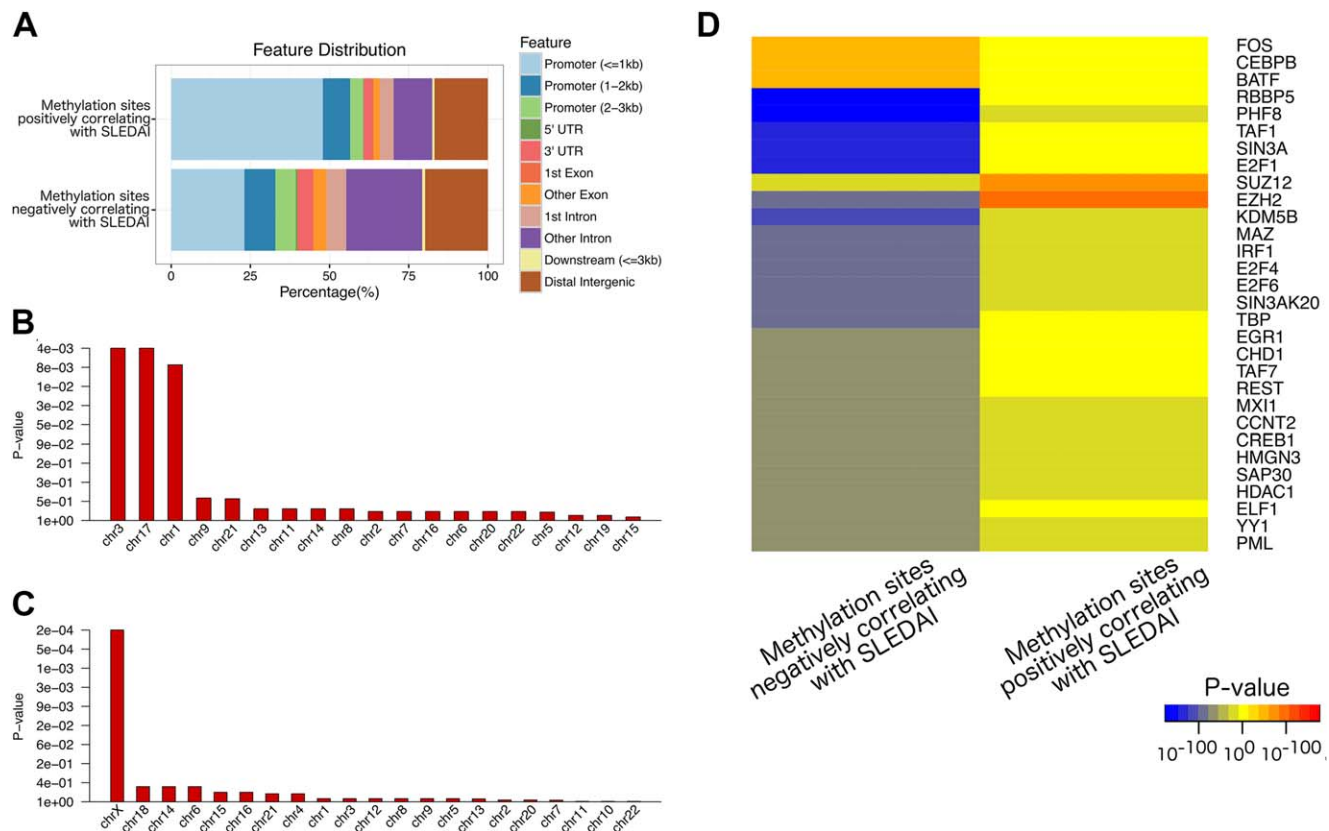 A
Feature Distribution
Methylation sites
positively correlating
with SLEDAI
Methylation sites
negatively correlating
with SLEDAI
0 25 50 75 100
Percentage(%)
Feature
Promoter (<=1kb)
Promoter (1-2kb)
Promoter (2-3kb)
5' UTR
3' UTR
1st Exon
Other Exon
1st Intron
Other Intron
Downstream (<=3kb)
Distal Intergenic
B
P-value
4e-03
8e-03
1e-02
3e-02
5e-02
9e-02
2e-01
3e-01
5e-01
1e+00
chr3 chr17 chr1 chr9 chr21 chr13 chr11 chr14 chr8 chr2 chr7 chr16 chr6 chr20 chr22 chr5 chr12 chr19 chr15
C
P-value
2e-04
5e-04
1e-03
3e-03
9e-03
2e-02
6e-02
2e-01
4e-01
1e+00
chrX chr18 chr14 chr6 chr15 chr16 chr21 chr4 chr1 chr3 chr12 chr8 chr9 chr5 chr13 chr2 chr20 chr7 chr11 chr10 chr22
D
FOS
CEBPB
BATF
RBBP5
PHF8
TAF1
SIN3A
E2F1
SUZ12
EZH2
KDM5B
MAZ
IRF1
E2F4
E2F6
SIN3AK20
TBP
EGR1
CHD1
TAF7
REST
MXI1
CCNT2
CREB1
HMGN3
SAP30
HDAC1
ELF1
YY1
PML
Methylation sites
negatively correlating
with SLEDAI
Methylation sites
positively correlating
with SLEDAI
P-value
10-100 100 10-100